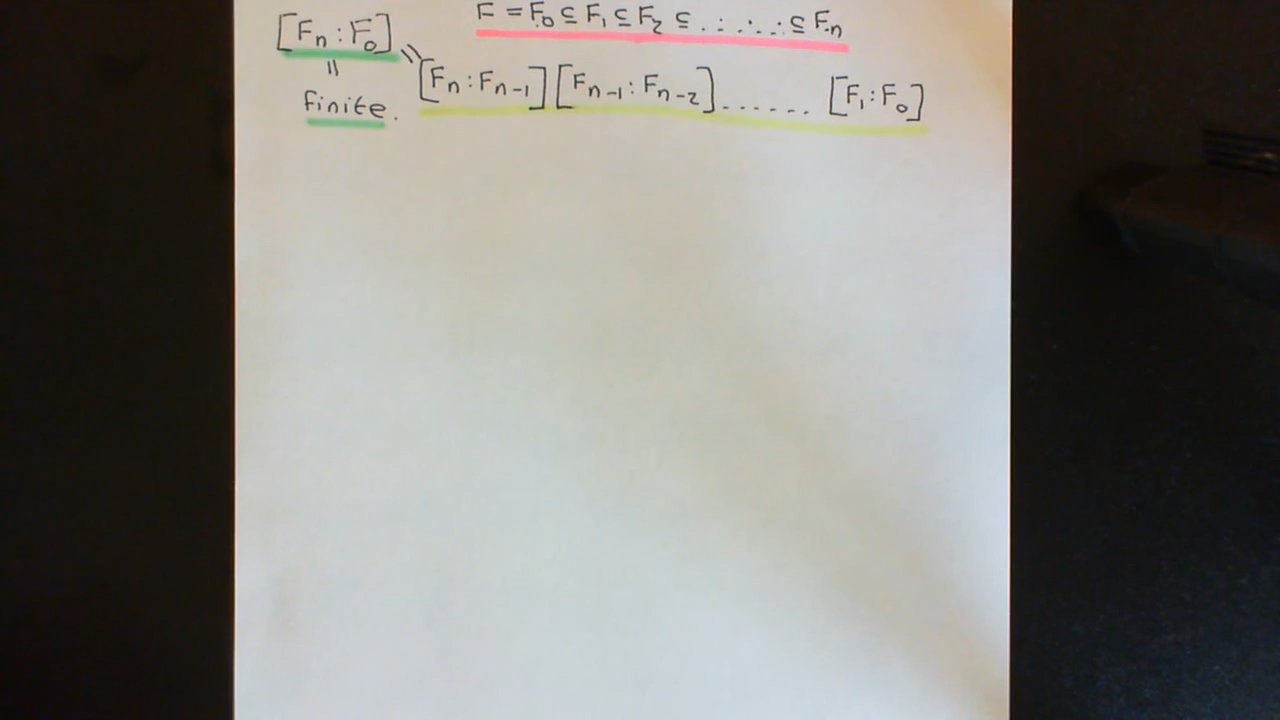 F = F₀ ⊆ F₁ ⊆ F₂ ⊆ ........ ⊆ Fₙ
[Fₙ : F₀] = [Fₙ : Fₙ₋₁] [Fₙ₋₁ : Fₙ₋₂] ...... [F₁ : F₀]
=
finite.